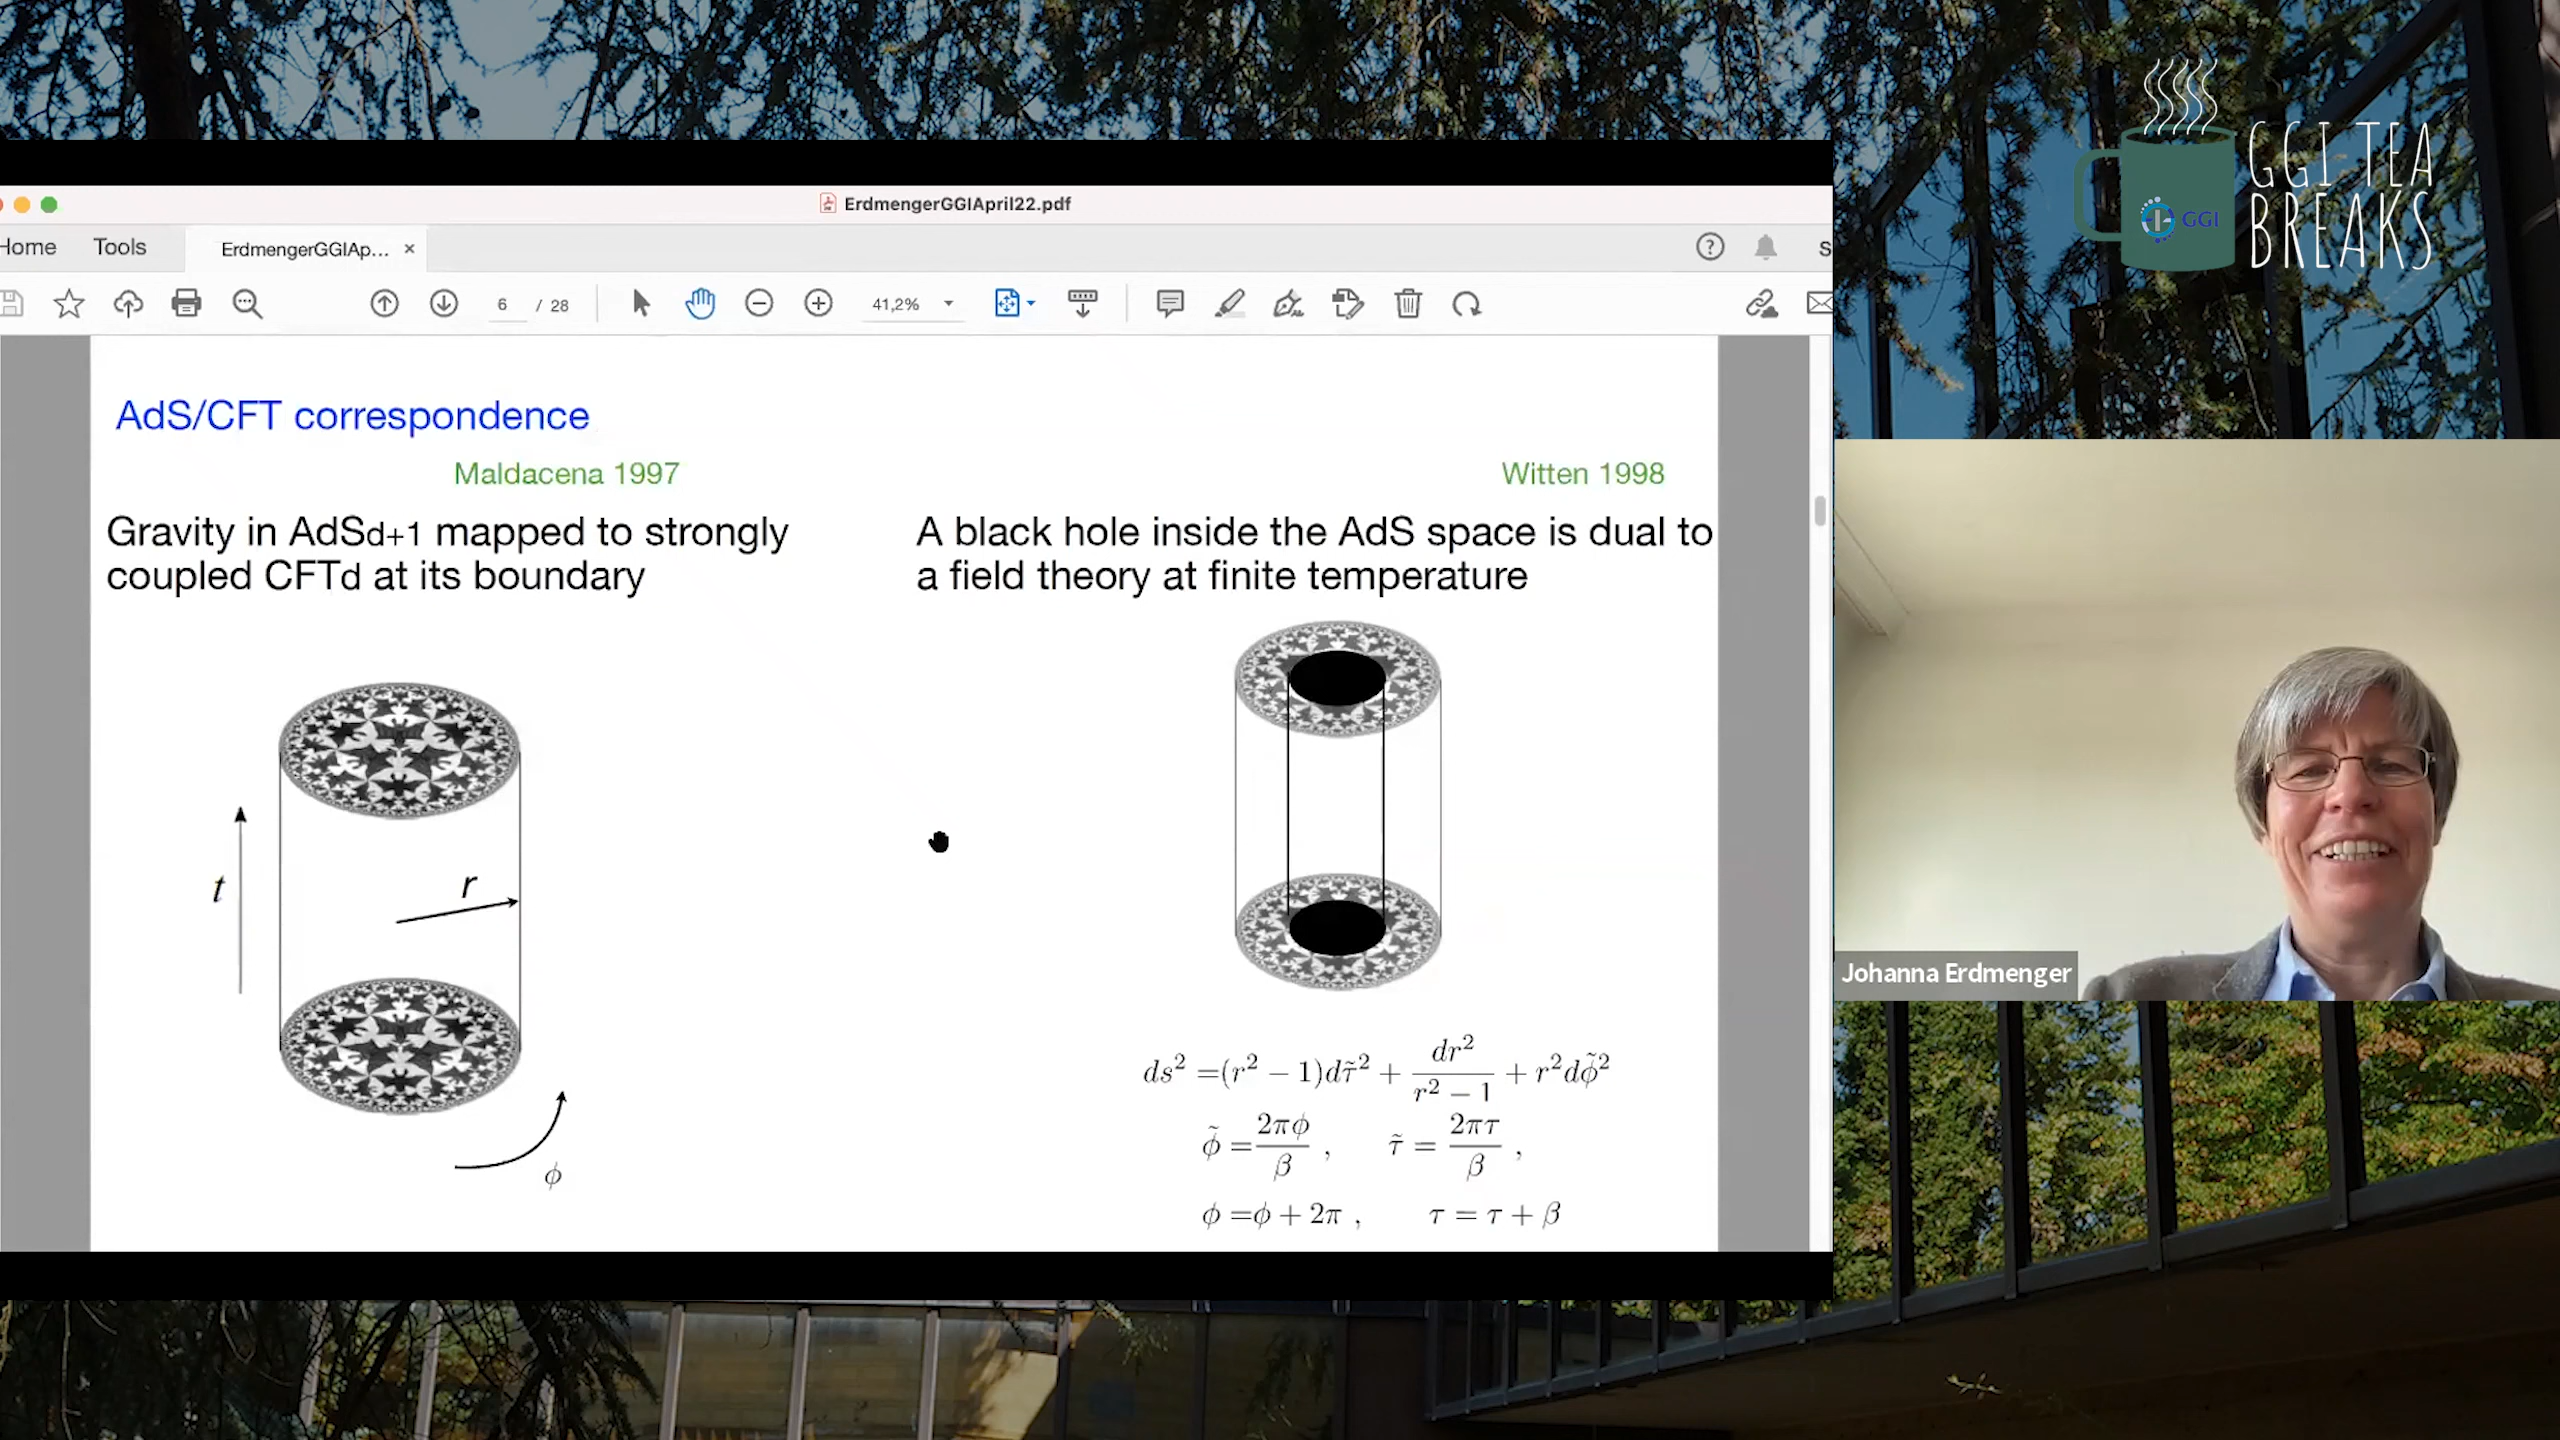 GGI TEA
BREAKS
GGI
ErdmengerGGIApril22.pdf
Home Tools ErdmengerGGIAp... ×
6 / 28 41,2%
AdS/CFT correspondence
Maldacena 1997
Gravity in AdSd+1 mapped to strongly
coupled CFTd at its boundary
t
r
ϕ
Witten 1998
A black hole inside the AdS space is dual to
a field theory at finite temperature
ds² =(r² − 1)dτ̃² + dr²/(r² − 1) + r²dϕ̃²
ϕ̃ = 2πϕ/β , τ̃ = 2πτ/β ,
ϕ =ϕ + 2π , τ = τ + β
Johanna Erdmenger